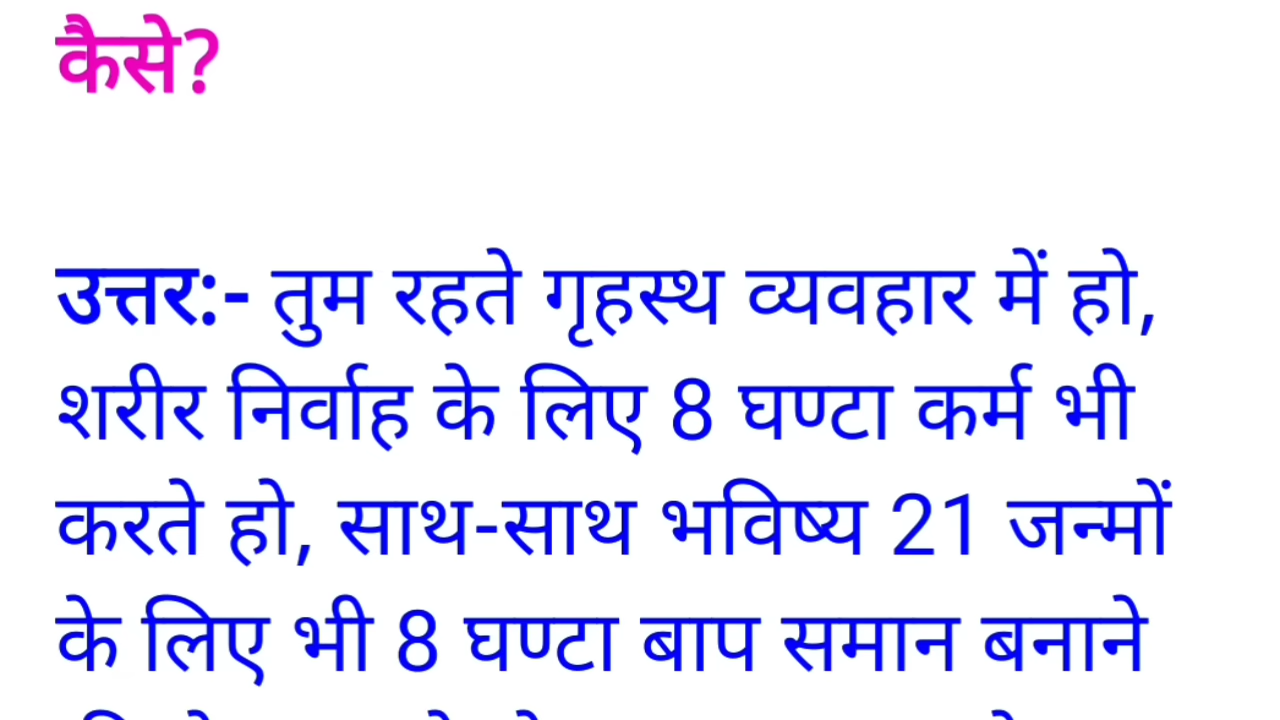 कैसे?
उत्तर:- तुम रहते गृहस्थ व्यवहार में हो,
शरीर निर्वाह के लिए 8 घण्टा कर्म भी
करते हो, साथ-साथ भविष्य 21 जन्मों
के लिए भी 8 घण्टा बाप समान बनाने